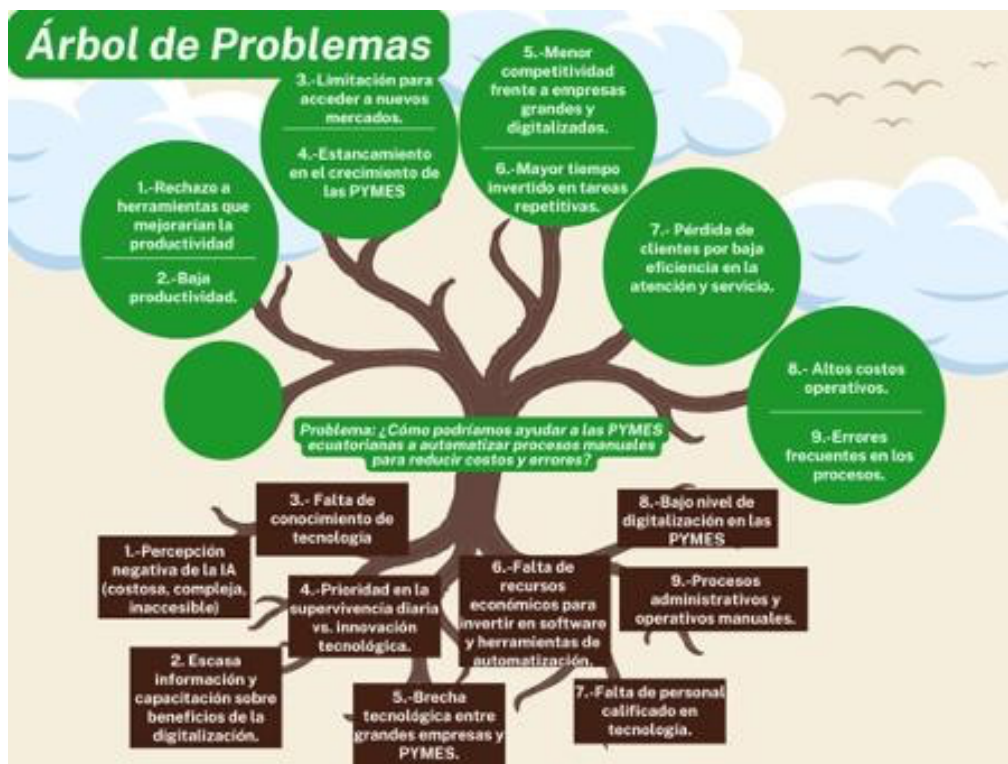 Árbol de Problemas
1.-Rechazo a
herramientas que
mejorarían la
productividad
2.-Baja
productividad.
3.-Limitación para
acceder a nuevos
mercados.
4.-Estancamiento
en el crecimiento de
las PYMES
5.-Menor
competitividad
frente a empresas
grandes y
digitalizadas.
6.-Mayor tiempo
invertido en tareas
repetitivas.
7.- Pérdida de
clientes por baja
eficiencia en la
atención y servicio.
8.- Altos costos
operativos.
9.-Errores
frecuentes en los
procesos.
Problema: ¿Cómo podríamos ayudar a las PYMES
ecuatorianas a automatizar procesos manuales
para reducir costos y errores?
1.-Percepción
negativa de la IA
(costosa, compleja,
inaccesible)
2. Escasa
información y
capacitación sobre
beneficios de la
digitalización.
3.- Falta de
conocimiento de
tecnología
4.-Prioridad en la
supervivencia diaria
vs. innovación
tecnológica.
5.-Brecha
tecnológica entre
grandes empresas y
PYMES.
6.-Falta de
recursos
económicos para
invertir en software
y herramientas de
automatización.
7.-Falta de personal
calificado en
tecnología.
8.-Bajo nivel de
digitalización en las
PYMES
9.-Procesos
administrativos y
operativos manuales.